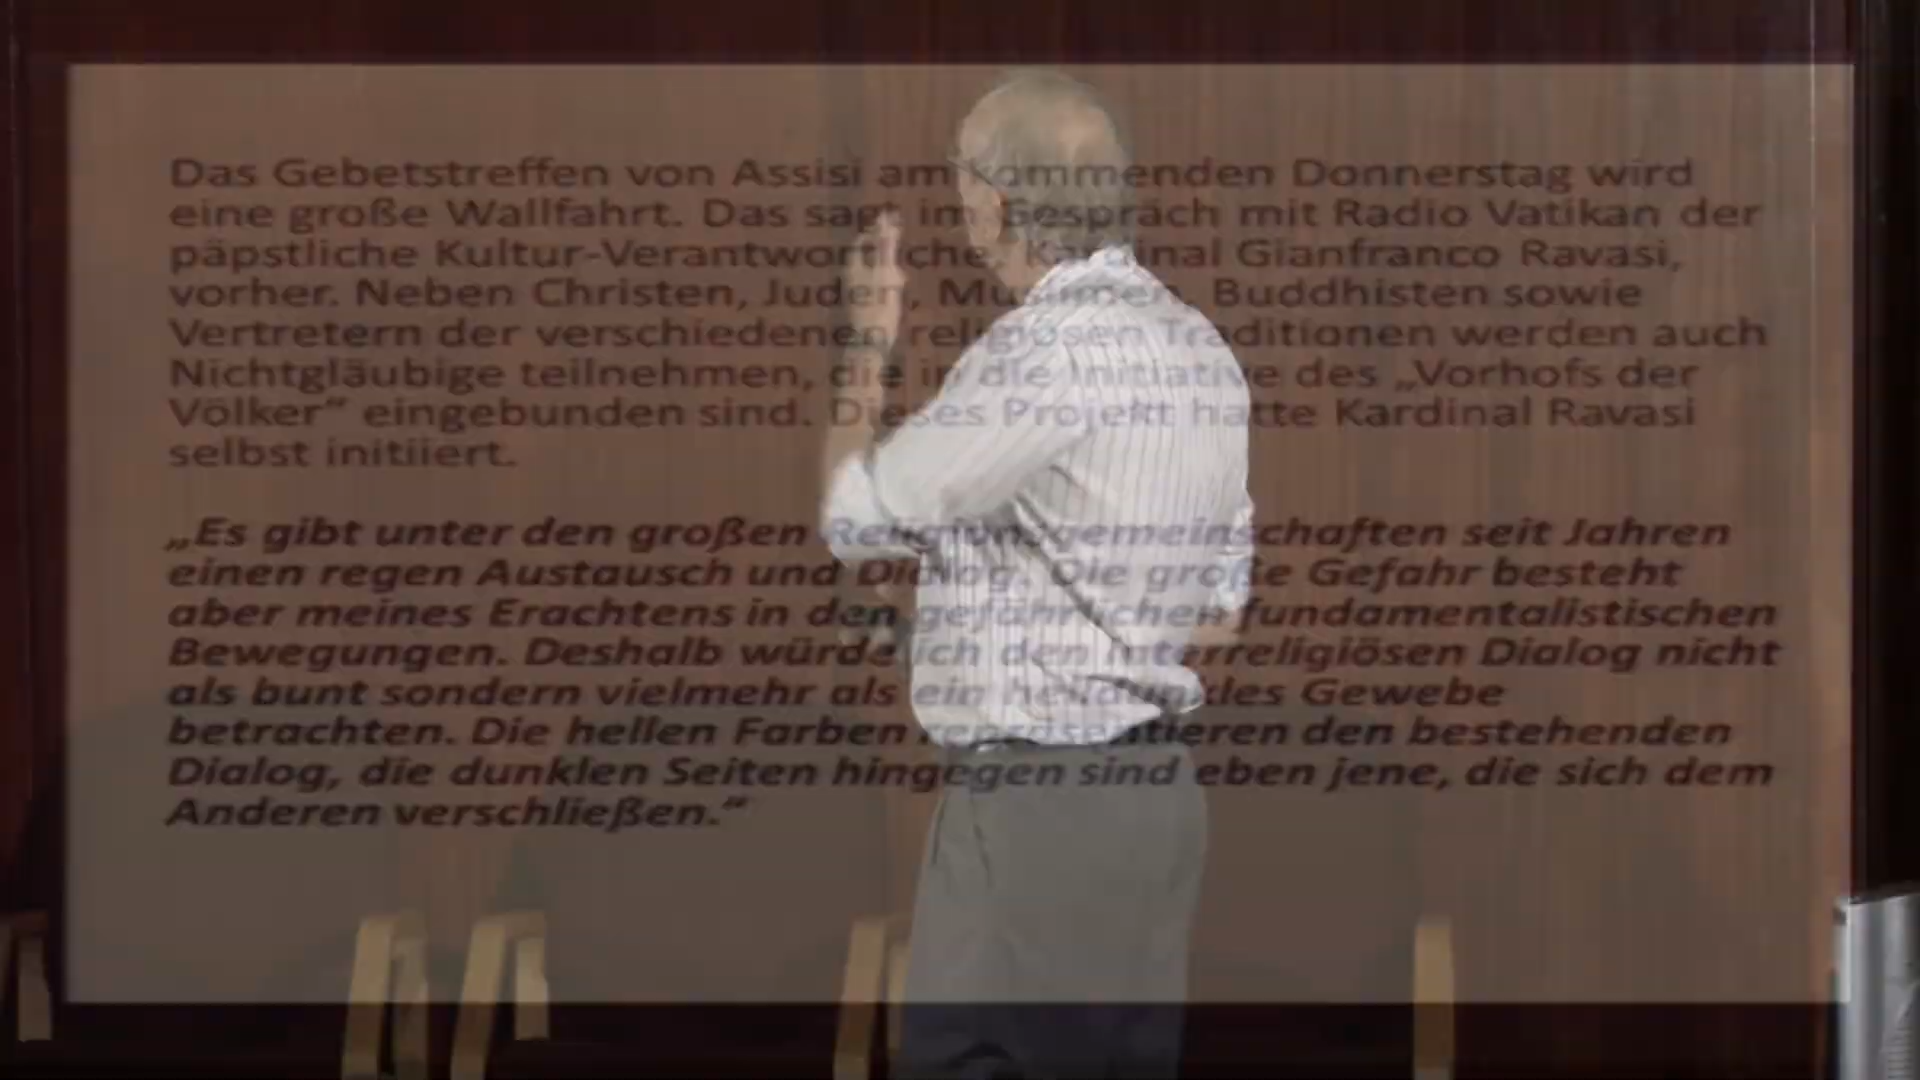 Das Gebetstreffen von Assisi am kommenden Donnerstag wird
eine große Wallfahrt. Das sagt im Gespräch mit Radio Vatikan der
päpstliche Kultur-Verantwortliche, Kardinal Gianfranco Ravasi,
vorher. Neben Christen, Juden, Muslimen, Buddhisten sowie
Vertretern der verschiedenen religiösen Traditionen werden auch
Nichtgläubige teilnehmen, die in die Initiative des „Vorhofs der
Völker“ eingebunden sind. Dieses Projekt hatte Kardinal Ravasi
selbst initiiert.
„Es gibt unter den großen Religionsgemeinschaften seit Jahren
einen regen Austausch und Dialog. Die große Gefahr besteht
aber meines Erachtens in den gefährlichen fundamentalistischen
Bewegungen. Deshalb würde ich den interreligiösen Dialog nicht
als bunt sondern vielmehr als ein helldunkles Gewebe
betrachten. Die hellen Farben repräsentieren den bestehenden
Dialog, die dunklen Seiten hingegen sind eben jene, die sich dem
Anderen verschließen.“